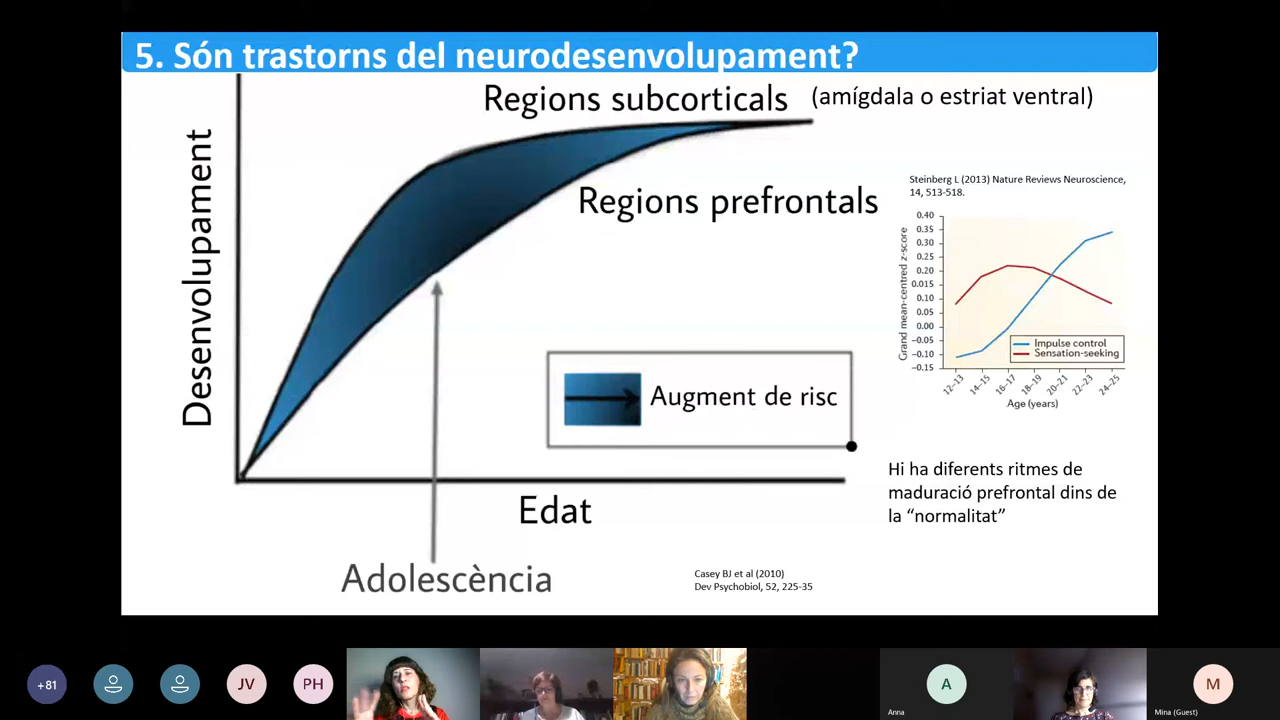 5. Són trastorns del neurodesenvolupament?
Regions subcorticals
(amígdala o estriat ventral)
Desenvolupament
Regions prefrontals
Augment de risc
Edat
Adolescència
Casey BJ et al (2010)
Dev Psychobiol, 52, 225-35
Steinberg L (2013) Nature Reviews Neuroscience,
14, 513-518.
Grand mean-centred z-score
0.40
0.35
0.30
0.25
0.20
0.015
0.10
0.05
0.00
−0.05
−0.10
−0.15
Impulse control
Sensation-seeking
12–13
14–15
16–17
18–19
20–21
22–23
24–25
Age (years)
Hi ha diferents ritmes de
maduració prefrontal dins de
la “normalitat”
+81
JV
PH
A
Anna
M
Mina (Guest)